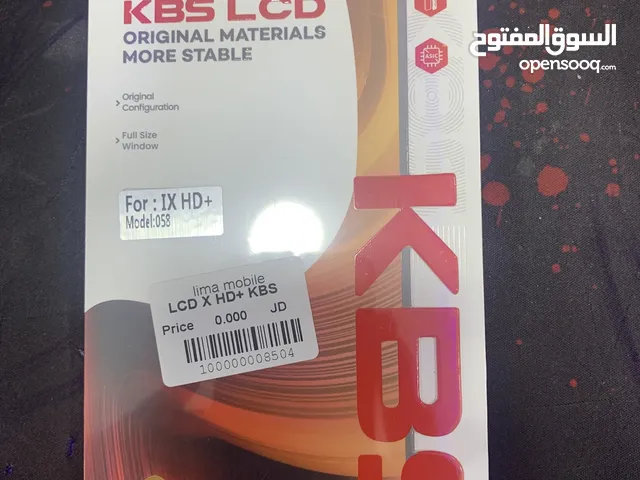 KBS LCD
ORIGINAL MATERIALS
MORE STABLE
Original
Configuration
Full Size
Window
ASIC
For : IX HD+
Model:058
lima mobile
LCD X HD+ KBS
Price 0.000 JD
100000008504
KBS
السوق المفتوح
opensooq.com